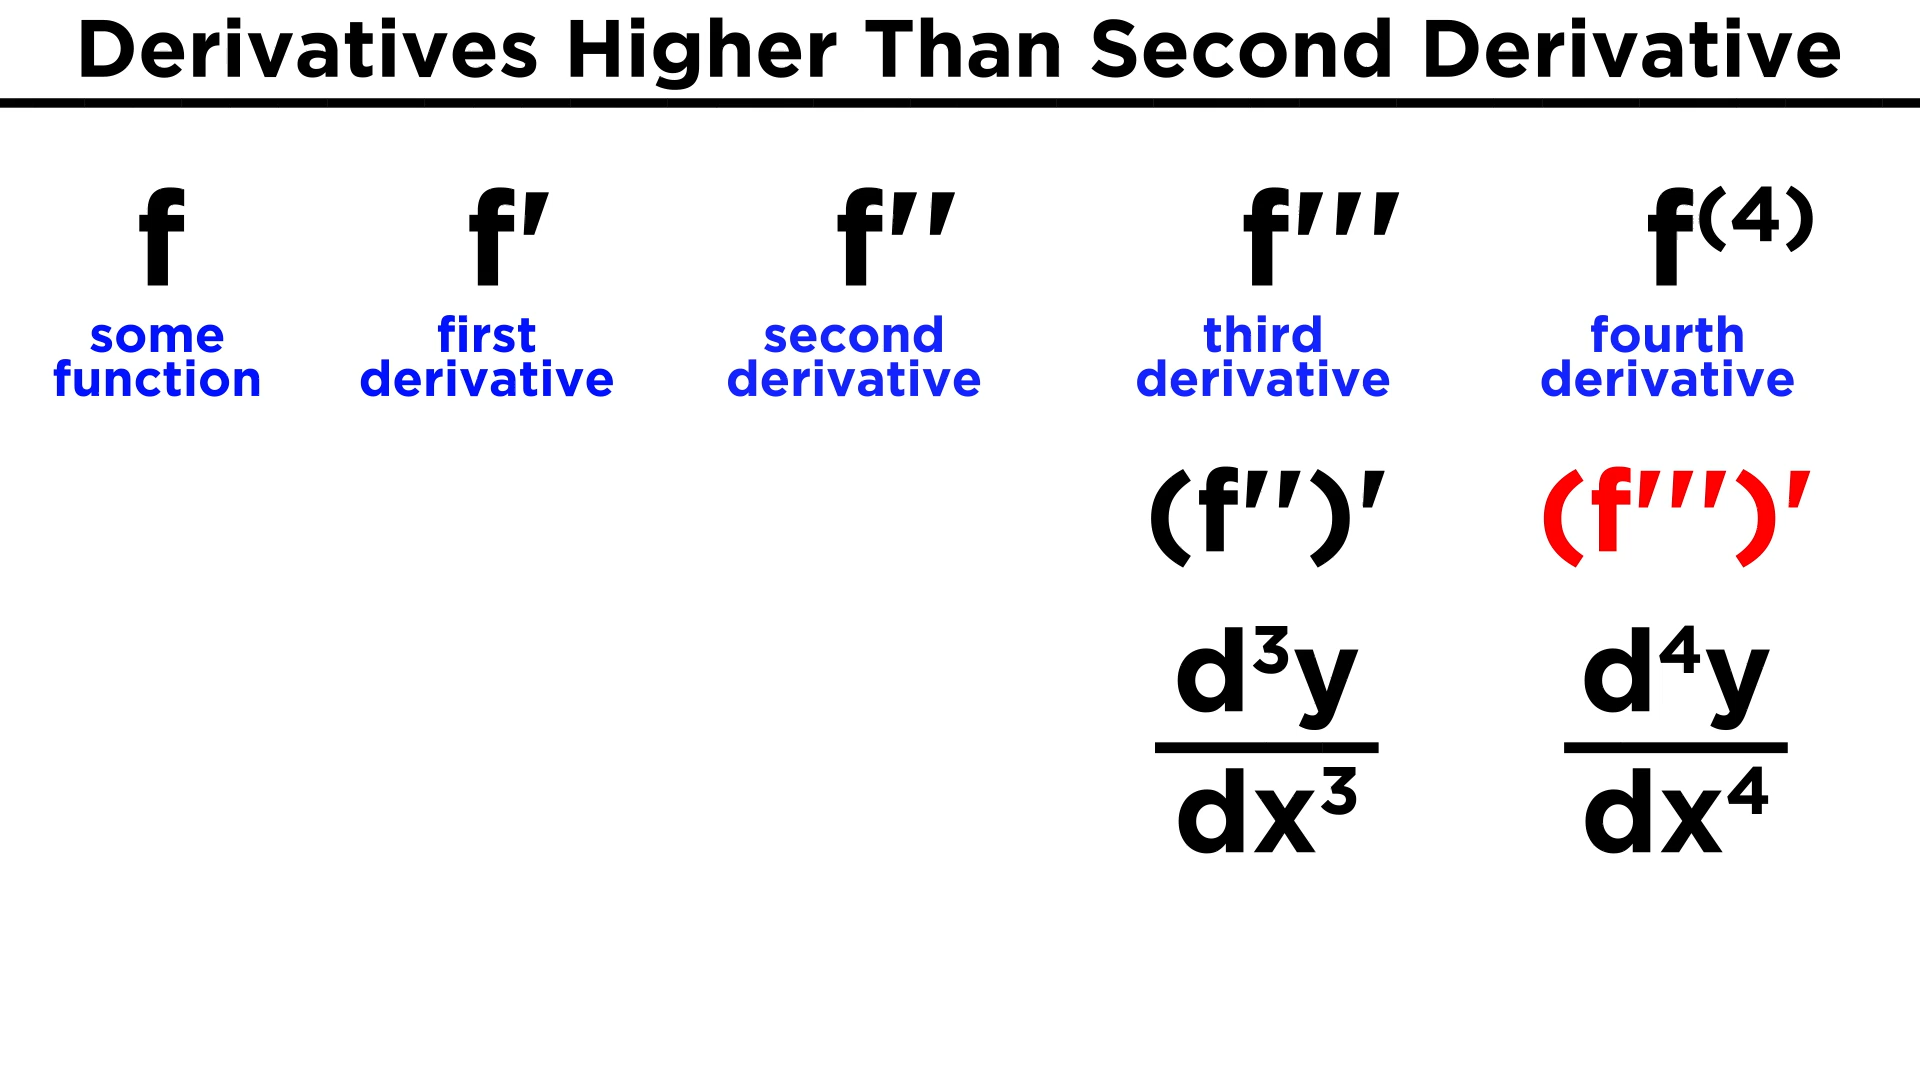 Derivatives Higher Than Second Derivative
f f' f'' f''' f⁽⁴⁾
some first second third fourth
function derivative derivative derivative derivative
(f'')' (f''')'
d³y d⁴y
dx³ dx⁴